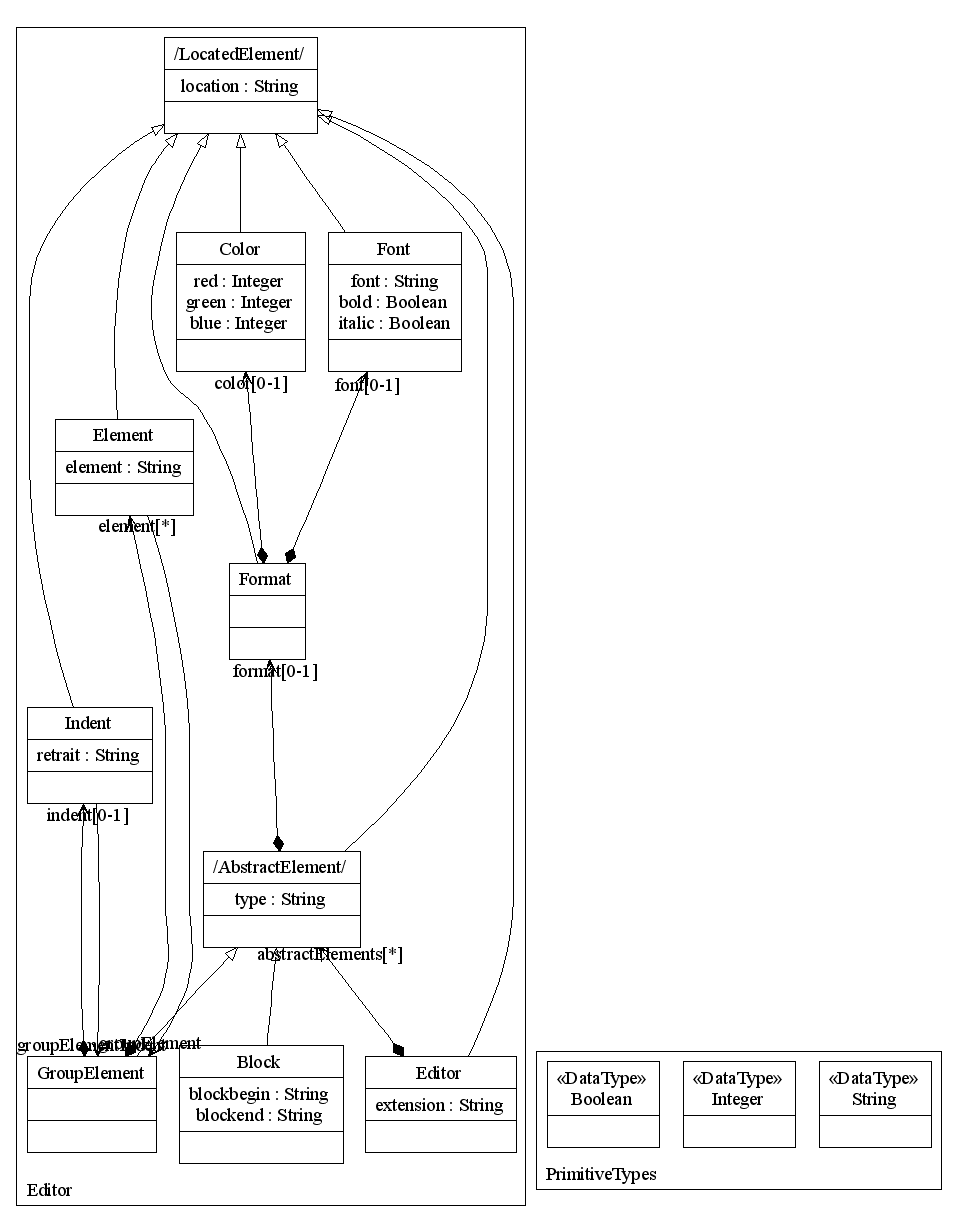 /LocatedElement/
location : String
Color
red : Integer
green : Integer
blue : Integer
Font
font : String
bold : Boolean
italic : Boolean
color[0-1]
font[0-1]
Element
element : String
element[*]
Format
format[0-1]
Indent
retrait : String
indent[0-1]
/AbstractElement/
type : String
abstractElements[*]
groupElement
GroupElement
Block
blockbegin : String
blockend : String
Editor
extension : String
Editor
«DataType»
Boolean
«DataType»
Integer
«DataType»
String
PrimitiveTypes